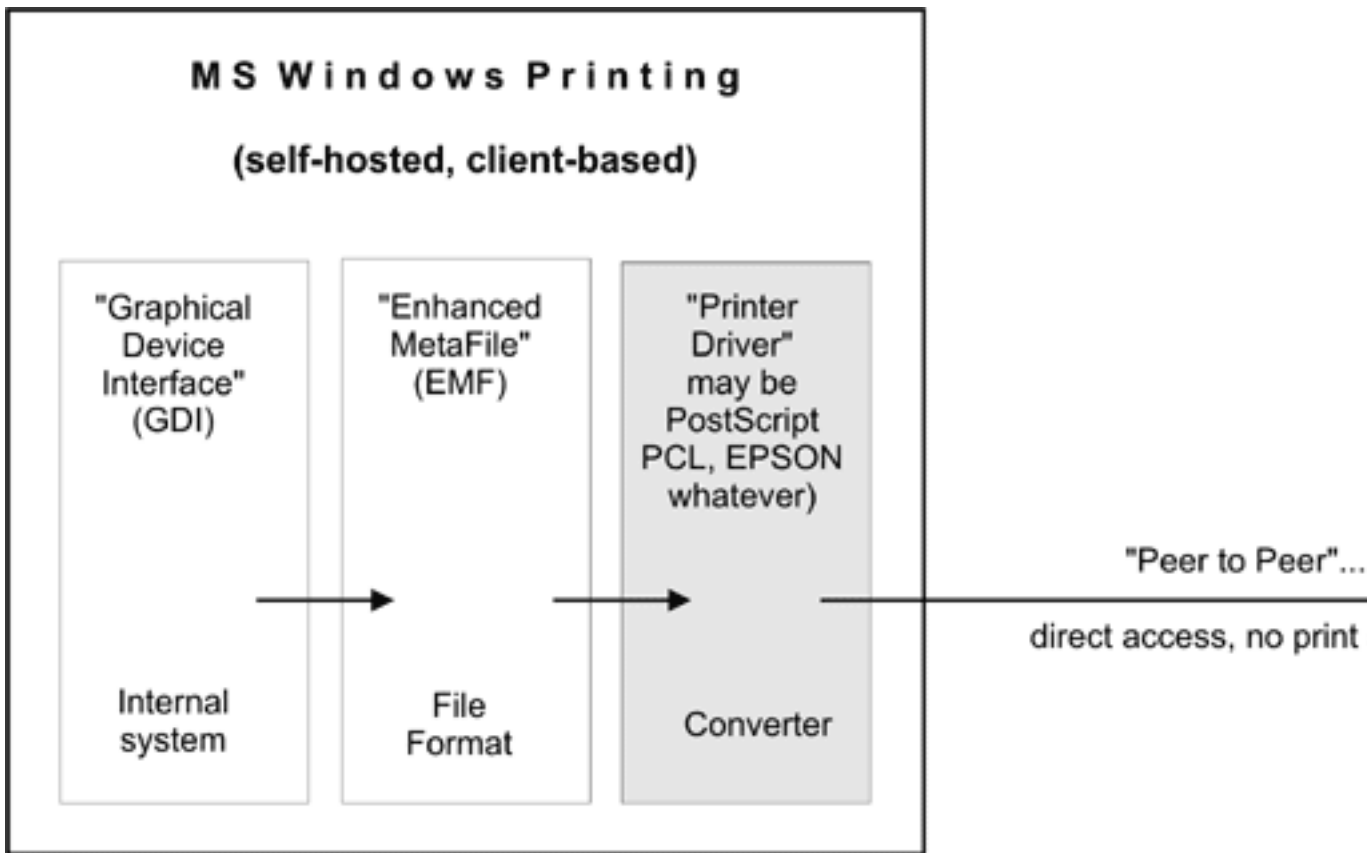 MS Windows Printing
(self-hosted, client-based)
"Graphical
Device
Interface"
(GDI)
Internal
system
"Enhanced
MetaFile"
(EMF)
File
Format
"Printer
Driver"
may be
PostScript
PCL, EPSON
whatever)
Converter
"Peer to Peer"...
direct access, no print